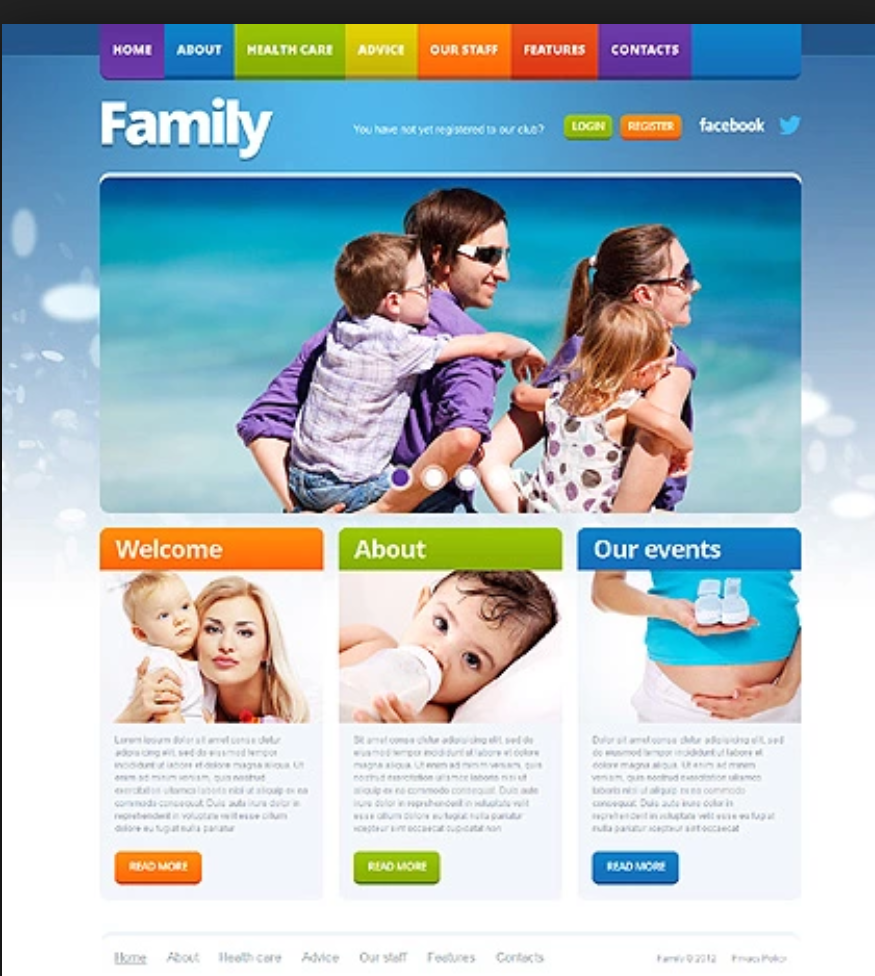 HOME ABOUT HEALTH CARE ADVICE OUR STAFF FEATURES CONTACTS
Family
You have not yet registered to our club? LOGIN REGISTER facebook
Welcome
Lorem ipsum dolor sit amet conse ctetur
adipisicing elit, sed do eiusmod tempor
incididunt ut labore et dolore magna aliqua. Ut
enim ad minim veniam, quis nostrud
exercitation ullamco laboris nisi ut aliquip ex ea
commodo consequat. Duis aute irure dolor in
reprehenderit in voluptate velit esse cillum
dolore eu fugiat nulla pariatur
READ MORE
About
Sit amet conse ctetur adipisicing elit, sed do
eiusmod tempor incididunt ut labore et dolore
magna aliqua. Ut enim ad minim veniam, quis
nostrud exercitation ullamco laboris nisi ut
aliquip ex ea commodo consequat. Duis aute
irure dolor in reprehenderit in voluptate velit
esse cillum dolore eu fugiat nulla pariatur
xcepteur sint occaecat cupidatat non
READ MORE
Our events
Dolor sit amet conse ctetur adipisicing elit, sed
do eiusmod tempor incididunt ut labore et
dolore magna aliqua. Ut enim ad minim
veniam, quis nostrud exercitation ullamco
laboris nisi ut aliquip ex ea commodo
consequat. Duis aute irure dolor in
reprehenderit in voluptate velit esse eu fugiat
nulla pariatur xcepteur sint occaecat
READ MORE
Home About Health care Advice Our staff Features Contacts Family © 2012 Privacy Policy